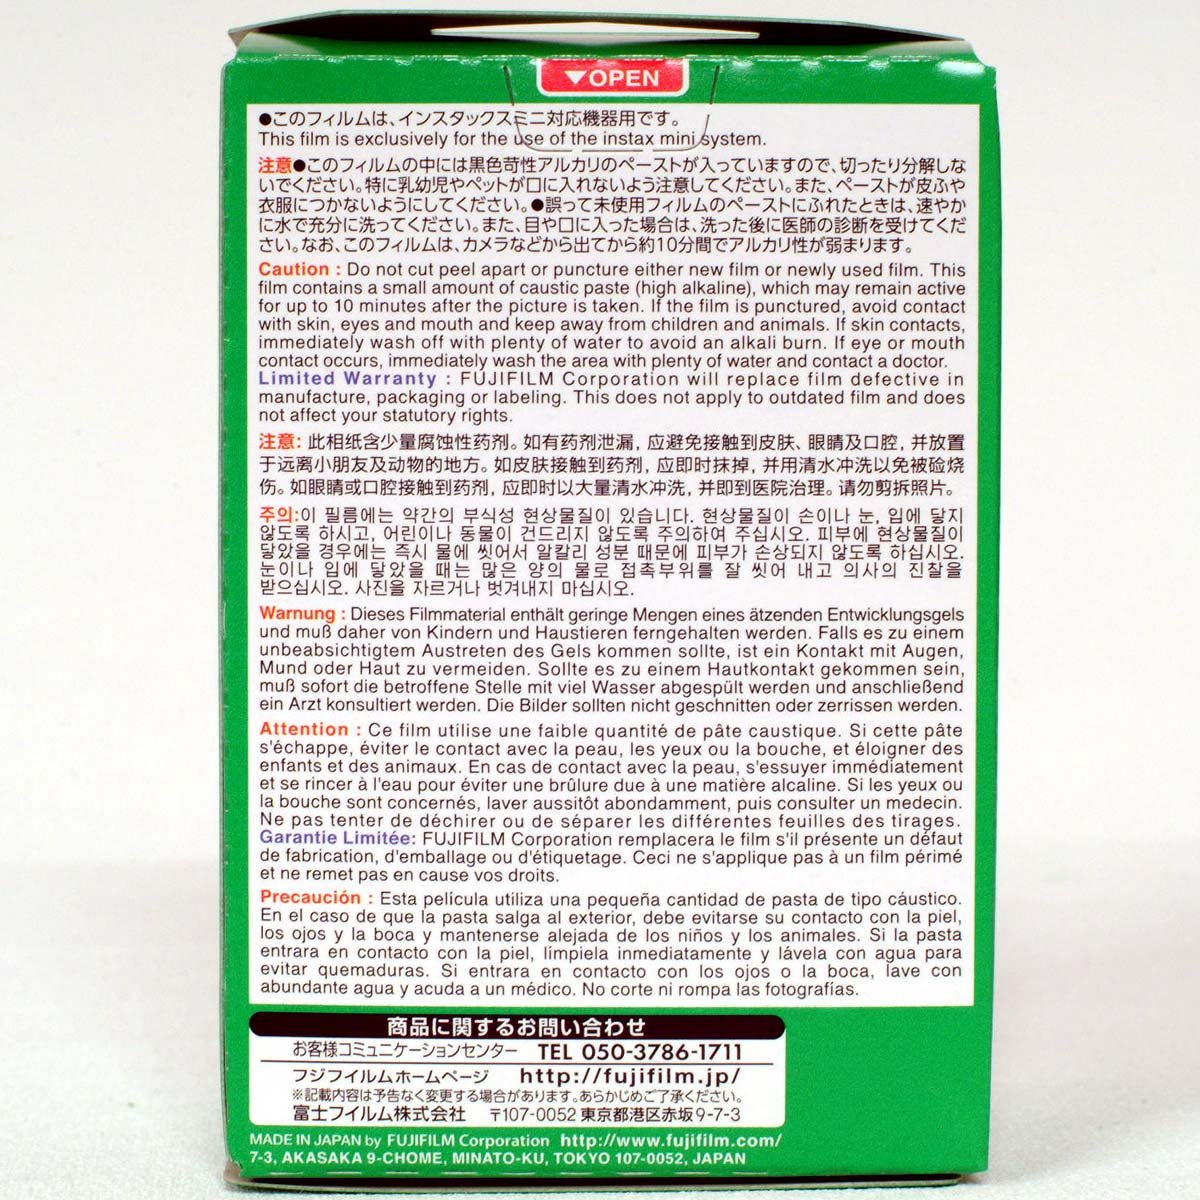 ▼OPEN
●このフィルムは、インスタックスミニ対応機器用です。
This film is exclusively for the use of the instax mini system.
注意●このフィルムの中には黒色苛性アルカリのペーストが入っていますので、切ったり分解しな
いでください。特に乳幼児やペットが口に入れないよう注意してください。また、ペーストが皮ふや
衣服につかないようにしてください。●誤って未使用フィルムのペーストにふれたときは、速やか
に水で充分に洗ってください。また、目や口に入った場合は、洗った後に医師の診断を受けてくだ
さい。なお、このフィルムは、カメラなどから出てから約10分間でアルカリ性が弱まります。
Caution : Do not cut peel apart or puncture either new film or newly used film. This
film contains a small amount of caustic paste (high alkaline), which may remain active
for up to 10 minutes after the picture is taken. If the film is punctured, avoid contact
with skin, eyes and mouth and keep away from children and animals. If skin contacts,
immediately wash off with plenty of water to avoid an alkali burn. If eye or mouth
contact occurs, immediately wash the area with plenty of water and contact a doctor.
Limited Warranty : FUJIFILM Corporation will replace film defective in
manufacture, packaging or labeling. This does not apply to outdated film and does
not affect your statutory rights.
注意: 此相纸含少量腐蚀性药剂。如有药剂泄漏, 应避免接触到皮肤、眼睛及口腔, 并放置
于远离小朋友及动物的地方。如皮肤接触到药剂, 应即时抹掉, 并用清水冲洗以免被硷烧
伤。如眼睛或口腔接触到药剂, 应即时以大量清水冲洗, 并即到医院治理。请勿剪拆照片。
주의:이 필름에는 약간의 부식성 현상물질이 있습니다. 현상물질이 손이나 눈, 입에 닿지
않도록 하시고, 어린이나 동물이 건드리지 않도록 주의하여 주십시오. 피부에 현상물질이
닿았을 경우에는 즉시 물에 씻어서 알칼리 성분 때문에 피부가 손상되지 않도록 하십시오.
눈이나 입에 닿았을 때는 많은 양의 물로 접촉부위를 잘 씻어 내고 의사의 진찰을
받으십시오. 사진을 자르거나 벗겨내지 마십시오.
Warnung : Dieses Filmmaterial enthält geringe Mengen eines ätzenden Entwicklungsgels
und muß daher von Kindern und Haustieren ferngehalten werden. Falls es zu einem
unbeabsichtigtem Austreten des Gels kommen sollte, ist ein Kontakt mit Augen,
Mund oder Haut zu vermeiden. Sollte es zu einem Hautkontakt gekommen sein,
muß sofort die betroffene Stelle mit viel Wasser abgespült werden und anschließend
ein Arzt konsultiert werden. Die Bilder sollten nicht geschnitten oder zerrissen werden.
Attention : Ce film utilise une faible quantité de pâte caustique. Si cette pâte
s'échappe, éviter le contact avec la peau, les yeux ou la bouche, et éloigner des
enfants et des animaux. En cas de contact avec la peau, s'essuyer immédiatement
et se rincer à l'eau pour éviter une brûlure due à une matière alcaline. Si les yeux ou
la bouche sont concernés, laver aussitôt abondamment, puis consulter un medecin.
Ne pas tenter de déchirer ou de séparer les différentes feuilles des tirages.
Garantie Limitée: FUJIFILM Corporation remplacera le film s'il présente un défaut
de fabrication, d'emballage ou d'étiquetage. Ceci ne s'applique pas à un film périmé
et ne remet pas en cause vos droits.
Precaución : Esta película utiliza una pequeña cantidad de pasta de tipo cáustico.
En el caso de que la pasta salga al exterior, debe evitarse su contacto con la piel,
los ojos y la boca y mantenerse alejada de los niños y los animales. Si la pasta
entrara en contacto con la piel, límpiela inmediatamente y lávela con agua para
evitar quemaduras. Si entrara en contacto con los ojos o la boca, lave con
abundante agua y acuda a un médico. No corte ni rompa las fotografías.
商品に関するお問い合わせ
お客様コミュニケーションセンター TEL 050-3786-1711
フジフイルムホームページ http://fujifilm.jp/
※記載内容は予告なく変更する場合があります。あらかじめご了承ください。
富士フイルム株式会社 〒107-0052 東京都港区赤坂9-7-3
MADE IN JAPAN by FUJIFILM Corporation http://www.fujifilm.com/
7-3, AKASAKA 9-CHOME, MINATO-KU, TOKYO 107-0052, JAPAN